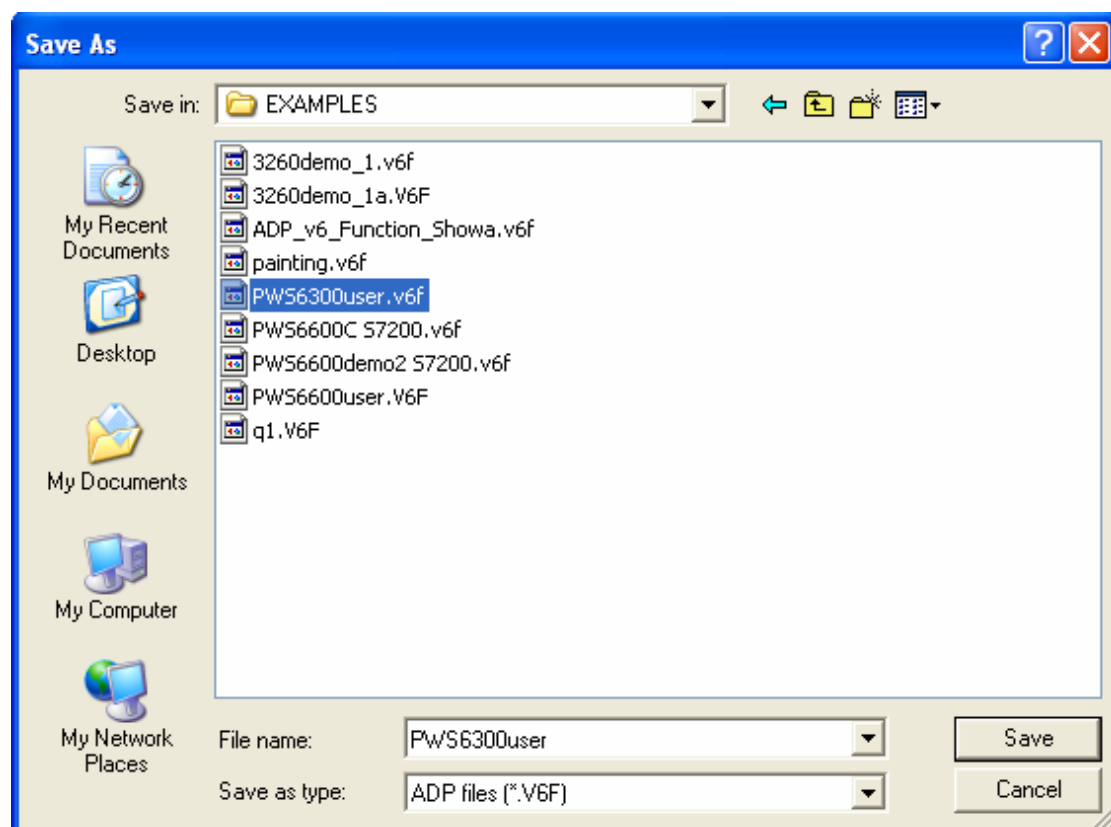 Save As
Save in:
EXAMPLES
My Recent
Documents
Desktop
My Documents
My Computer
My Network
Places
3260demo_1.v6f
3260demo_1a.V6F
ADP_v6_Function_Showa.v6f
painting.v6f
PWS6300user.v6f
PWS6600C S7200.v6f
PWS6600demo2 S7200.v6f
PWS6600user.V6F
q1.V6F
File name:
PWS6300user
Save
Save as type:
ADP files (*.V6F)
Cancel